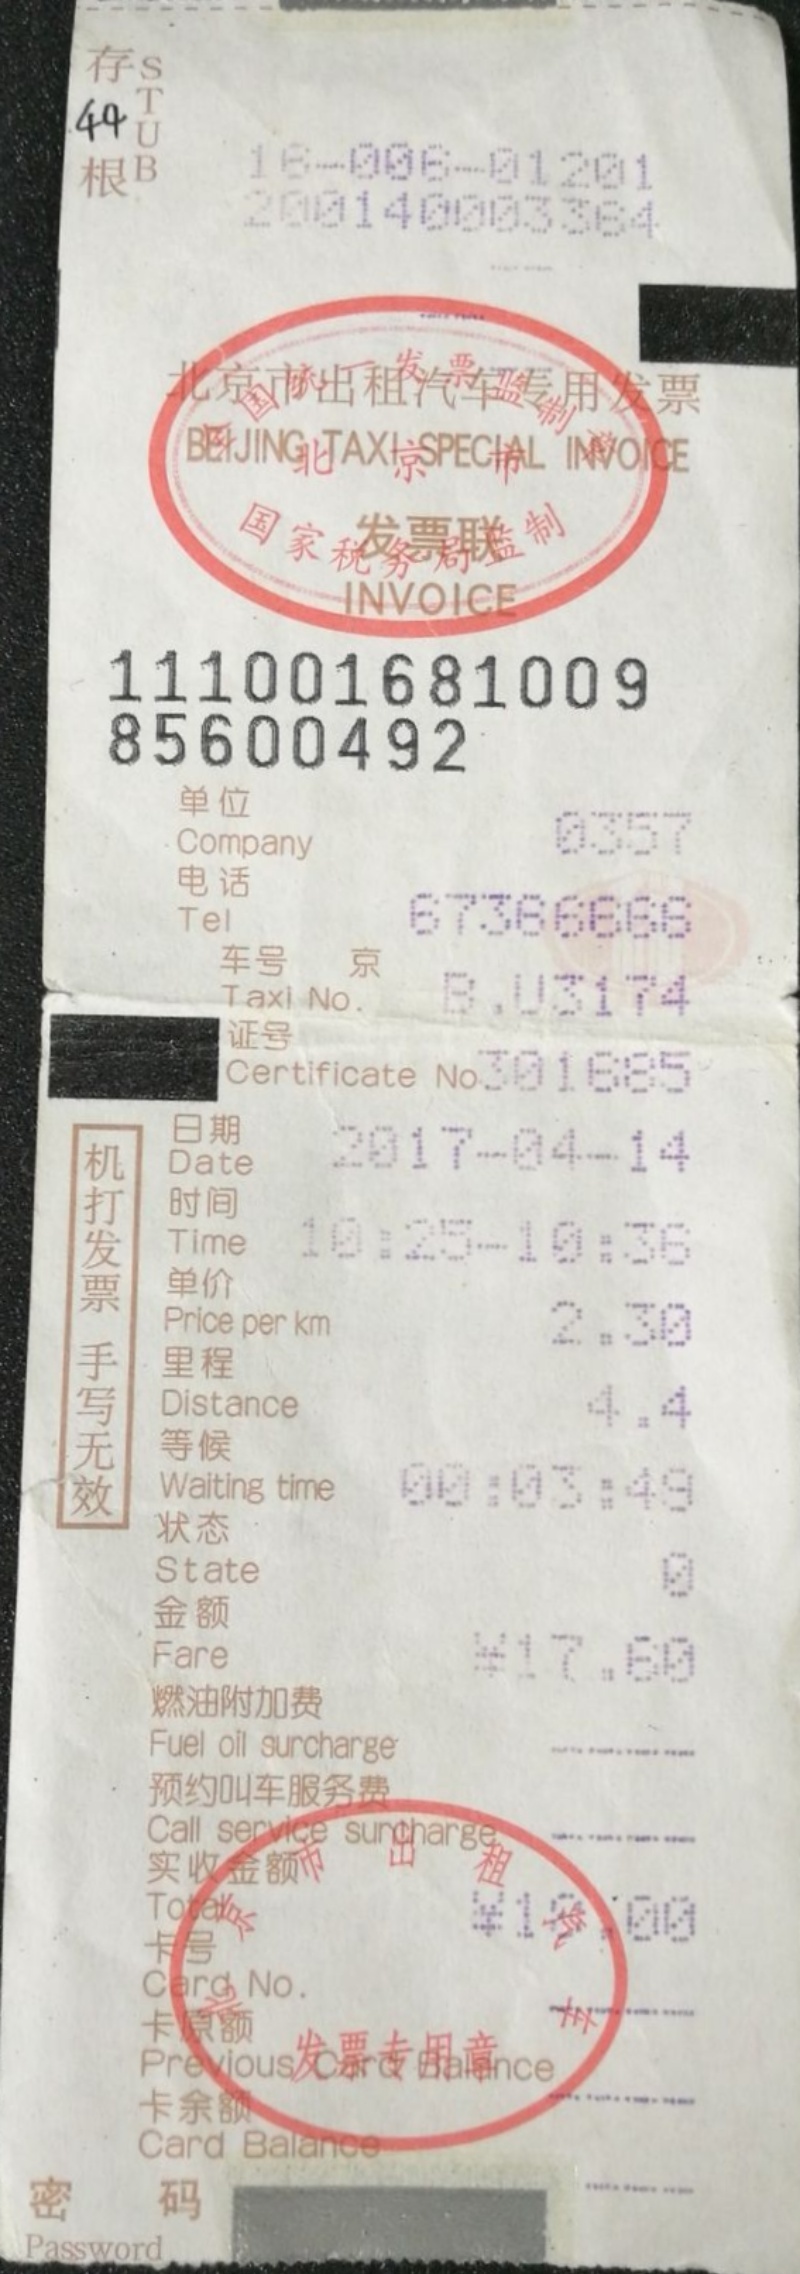 存 STUB
44
根
16-006-01201
200140003364
全国统一发票监制章
北京市出租汽车专用发票
BEIJING TAXI SPECIAL INVOICE
北京市
发票联
国家税务局监制
INVOICE
111001681009
85600492
单位
Company 0357
电话
Tel 67366666
车号 京
Taxi No. B.U3174
证号
Certificate No. 301685
日期
Date 2017-04-14
时间
Time 10:25-10:36
单价
Price per km 2.30
里程
Distance 4.4
等候
Waiting time 00:03:49
状态
State 0
金额
Fare ¥17.60
燃油附加费
Fuel oil surcharge
预约叫车服务费
Call service surcharge
实收金额
Total
卡号
Card No.
卡原额
Previous Card Balance
卡余额
Card Balance
北京市出租汽车
发票专用章
机打发票 手写无效
密 码
Password